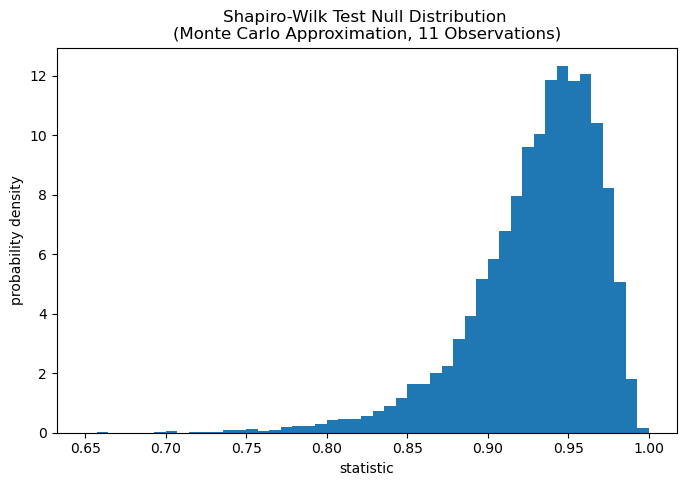 Shapiro-Wilk Test Null Distribution
(Monte Carlo Approximation, 11 Observations)
probability density
12
10
8
6
4
2
0
0.65 0.70 0.75 0.80 0.85 0.90 0.95 1.00
statistic